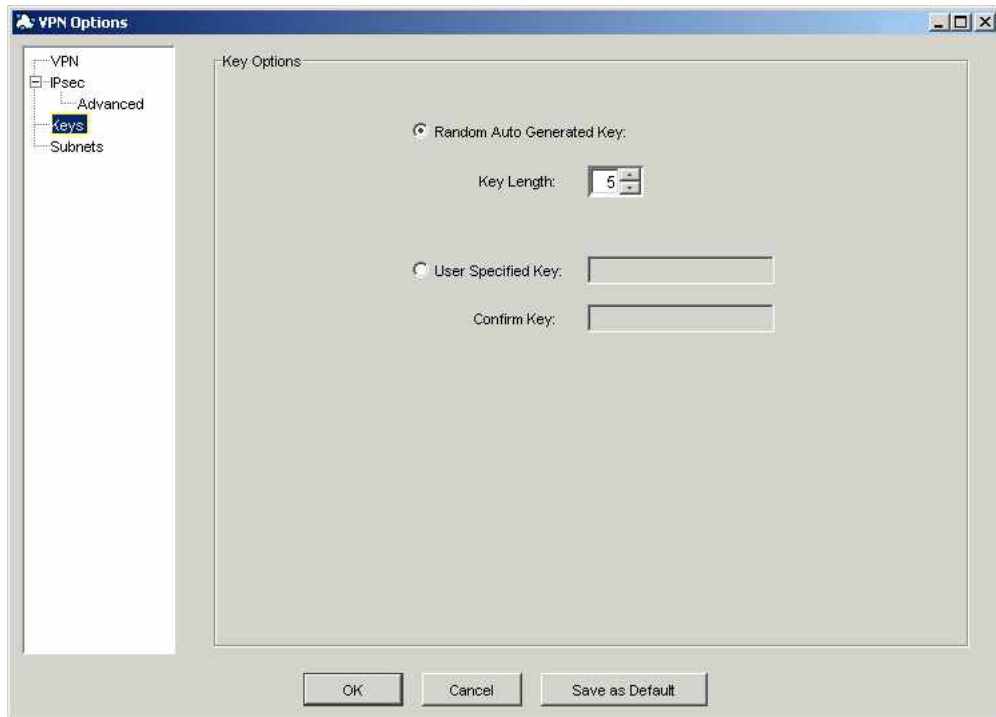 VPN Options
VPN
IPsec
Advanced
Keys
Subnets
Key Options
Random Auto Generated Key:
Key Length: 5
User Specified Key:
Confirm Key:
OK Cancel Save as Default